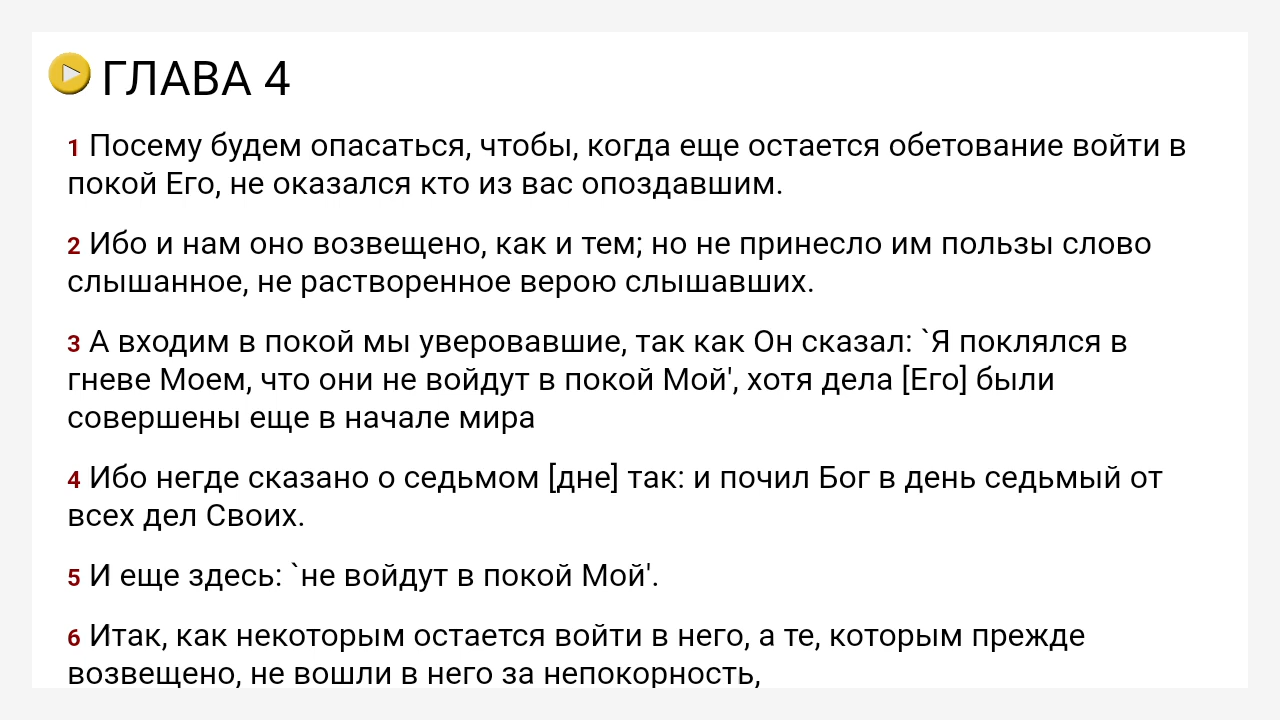 ГЛАВА 4
1 Посему будем опасаться, чтобы, когда еще остается обетование войти в
покой Его, не оказался кто из вас опоздавшим.
2 Ибо и нам оно возвещено, как и тем; но не принесло им пользы слово
слышанное, не растворенное верою слышавших.
3 А входим в покой мы уверовавшие, так как Он сказал: `Я поклялся в
гневе Моем, что они не войдут в покой Мой', хотя дела [Его] были
совершены еще в начале мира
4 Ибо негде сказано о седьмом [дне] так: и почил Бог в день седьмый от
всех дел Своих.
5 И еще здесь: `не войдут в покой Мой'.
6 Итак, как некоторым остается войти в него, а те, которым прежде
возвещено, не вошли в него за непокорность,